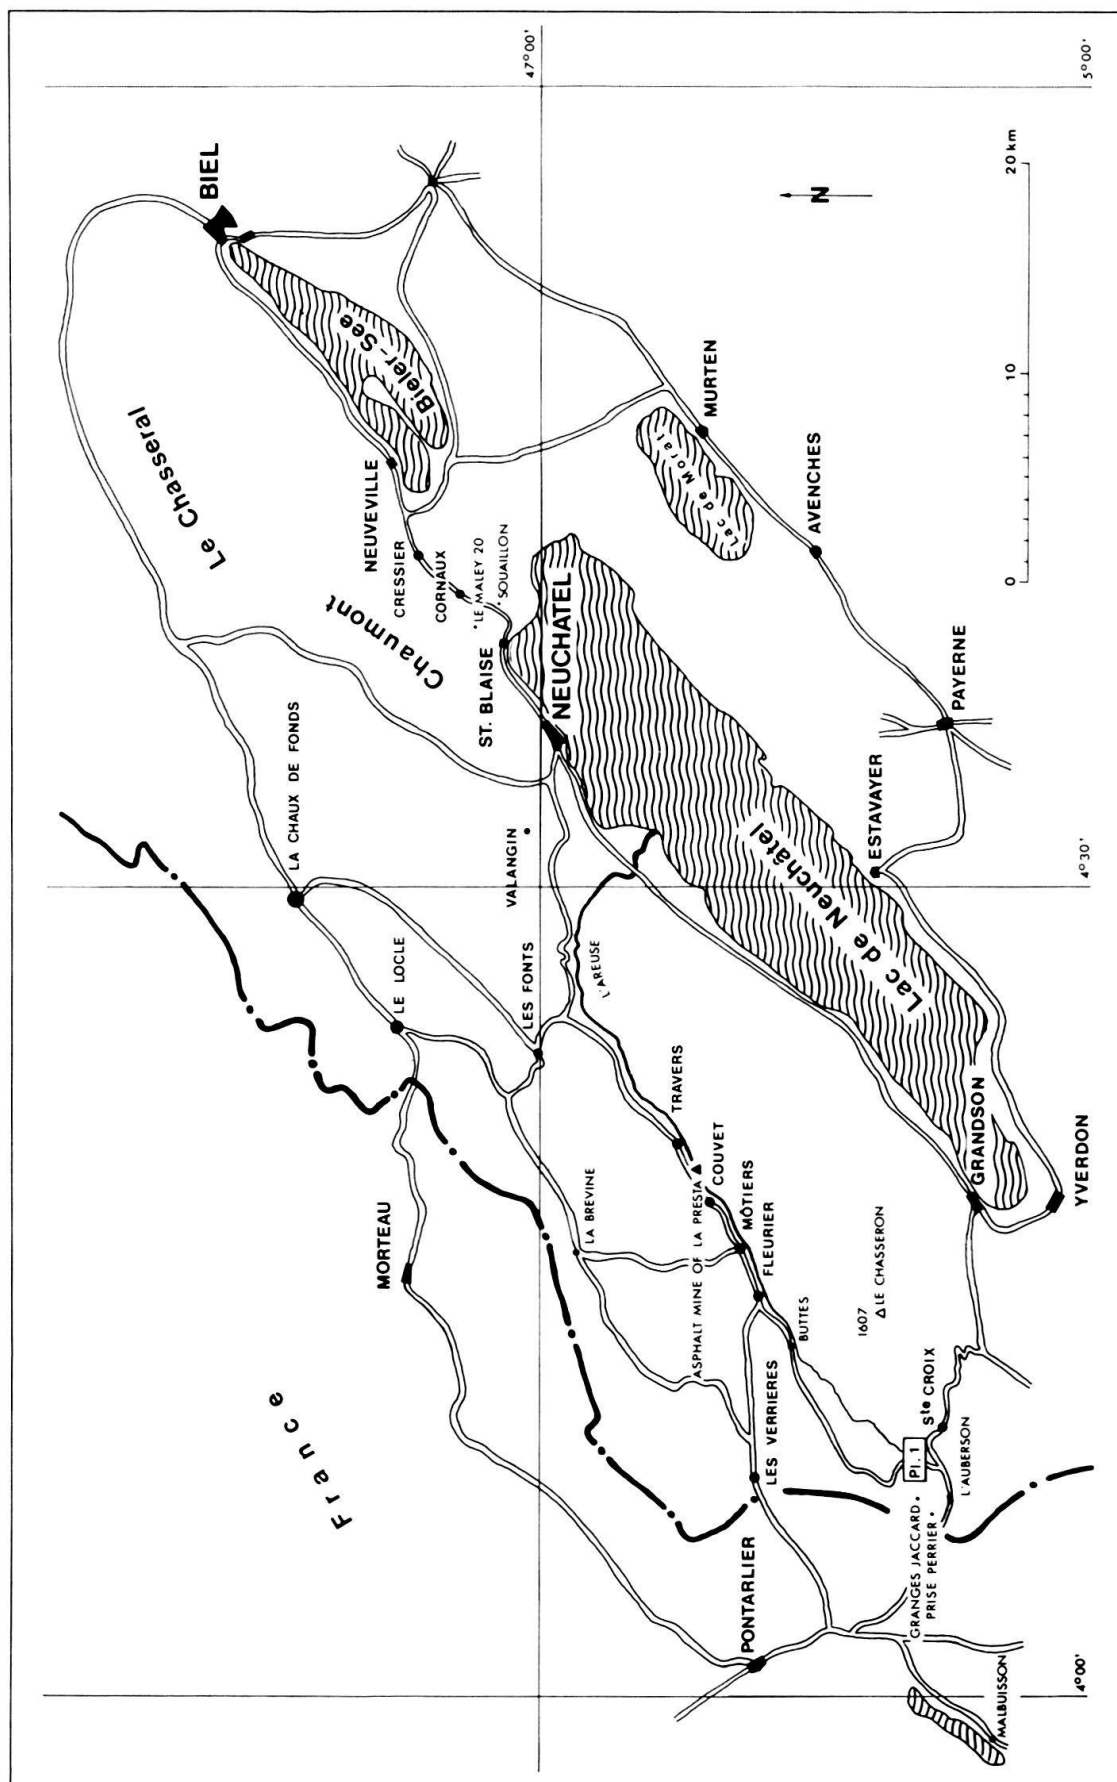 47°00'
5°00'
BIEL
20 km
N
Bieler-See
Le Chasseral
MURTEN
10
NEUVEVILLE
Lac de Morat
CRESSIER
AVENCHES
CORNAUX
LE MALEY 20
SOUAILLON
0
Chaumont
ST. BLAISE
NEUCHATEL
PAYERNE
LA CHAUX DE FONDS
VALANGIN
ESTAVAYER
4°30'
Lac de Neuchâtel
LE LOCLE
LES FONTS
L'AREUSE
TRAVERS
GRANDSON
COUVET
YVERDON
MORTEAU
LA BREVINE
ASPHALT MINE OF LA PRESTA
MÔTIERS
FLEURIER
BUTTES
1607
LE CHASSERON
France
LES VERRIERES
Ste CROIX
Pl. 1
L'AUBERSON
GRANGES JACCARD
PRISE PERRIER
PONTARLIER
MALBUISSON
4°00'